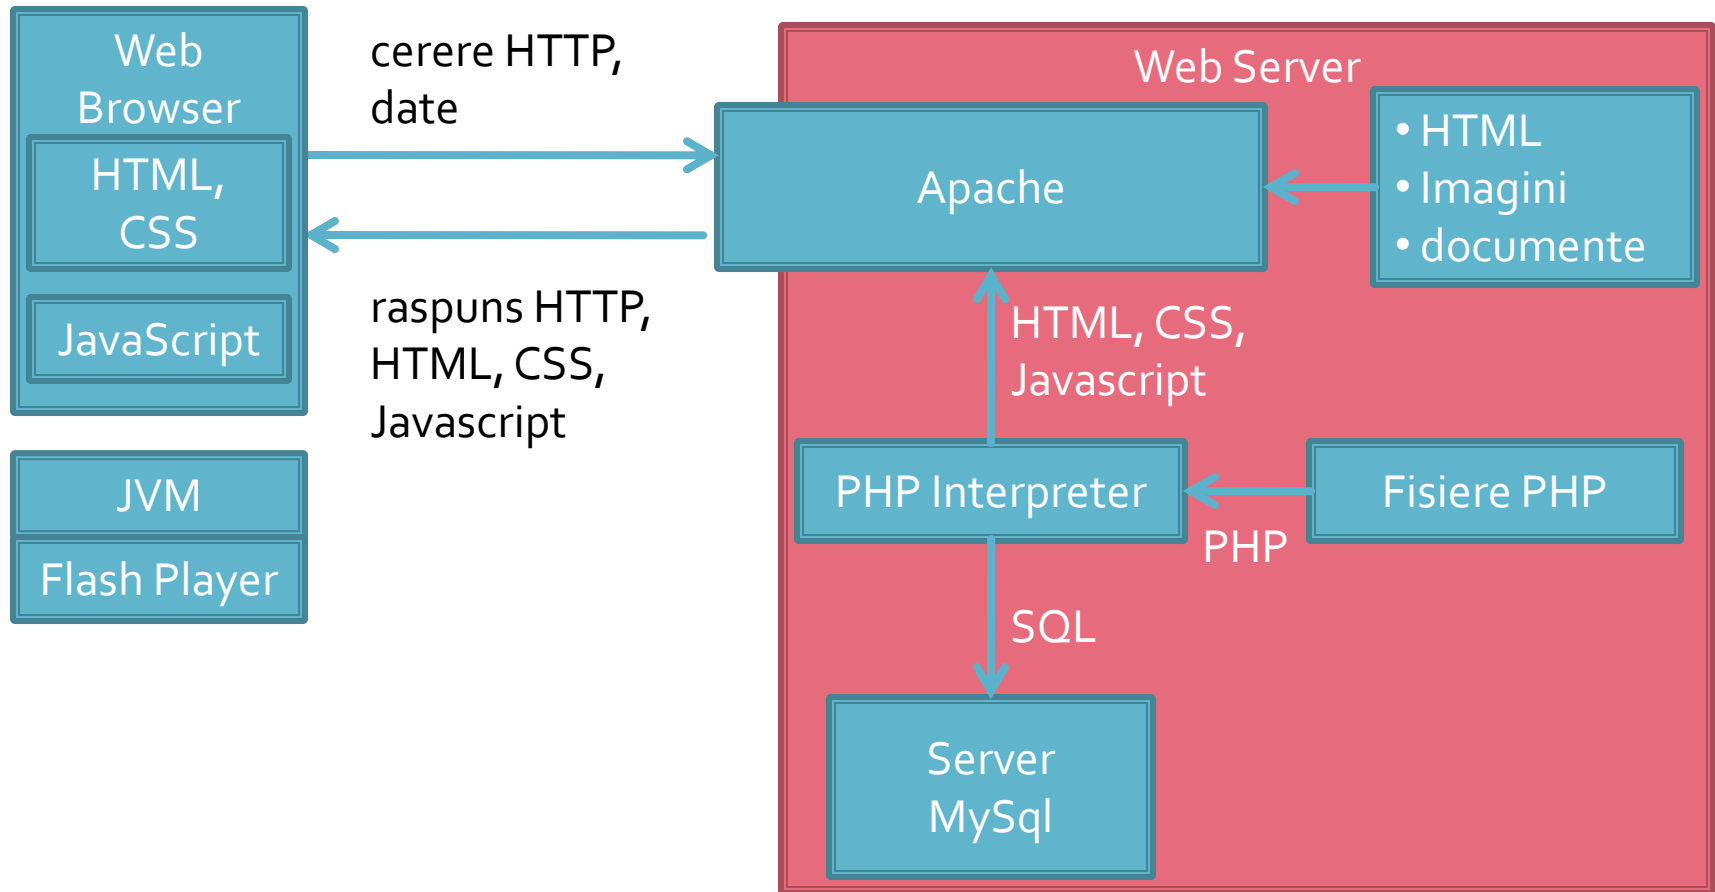 Web
Browser
HTML,
CSS
JavaScript
JVM
Flash Player
cerere HTTP,
date
raspuns HTTP,
HTML, CSS,
Javascript
Web Server
Apache
• HTML
• Imagini
• documente
HTML, CSS,
Javascript
PHP Interpreter
PHP
Fisiere PHP
SQL
Server
MySql